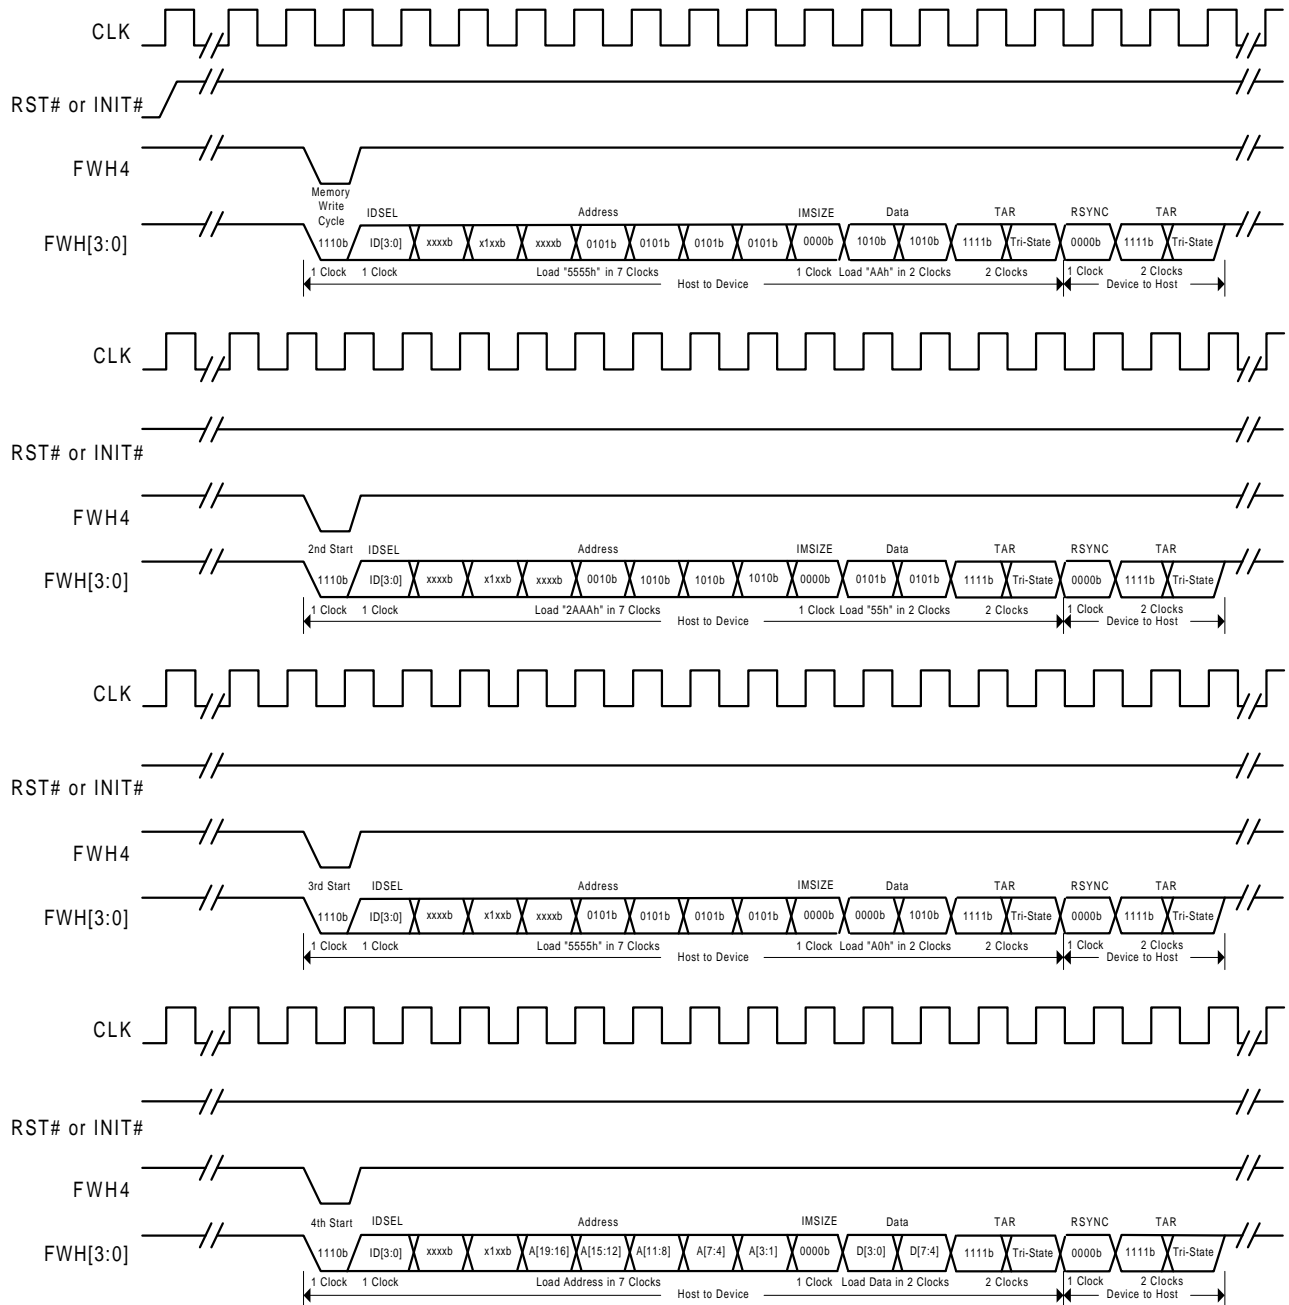 CLK
RST# or INIT#
FWH4
Memory
Write
Cycle
IDSEL Address IMSIZE Data TAR RSYNC TAR
FWH[3:0] 1110b ID[3:0] xxxxb x1xxb xxxxb 0101b 0101b 0101b 0101b 0000b 1010b 1010b 1111b Tri-State 0000b 1111b Tri-State
1 Clock 1 Clock Load "5555h" in 7 Clocks 1 Clock Load "AAh" in 2 Clocks 2 Clocks 1 Clock 2 Clocks
Host to Device Device to Host
CLK
RST# or INIT#
FWH4
2nd Start IDSEL Address IMSIZE Data TAR RSYNC TAR
FWH[3:0] 1110b ID[3:0] xxxxb x1xxb xxxxb 0010b 1010b 1010b 1010b 0000b 0101b 0101b 1111b Tri-State 0000b 1111b Tri-State
1 Clock 1 Clock Load "2AAAh" in 7 Clocks 1 Clock Load "55h" in 2 Clocks 2 Clocks 1 Clock 2 Clocks
Host to Device Device to Host
CLK
RST# or INIT#
FWH4
3rd Start IDSEL Address IMSIZE Data TAR RSYNC TAR
FWH[3:0] 1110b ID[3:0] xxxxb x1xxb xxxxb 0101b 0101b 0101b 0101b 0000b 0000b 1010b 1111b Tri-State 0000b 1111b Tri-State
1 Clock 1 Clock Load "5555h" in 7 Clocks 1 Clock Load "A0h" in 2 Clocks 2 Clocks 1 Clock 2 Clocks
Host to Device Device to Host
CLK
RST# or INIT#
FWH4
4th Start IDSEL Address IMSIZE Data TAR RSYNC TAR
FWH[3:0] 1110b ID[3:0] xxxxb x1xxb A[19:16] A[15:12] A[11:8] A[7:4] A[3:1] 0000b D[3:0] D[7:4] 1111b Tri-State 0000b 1111b Tri-State
1 Clock 1 Clock Load Address in 7 Clocks 1 Clock Load Data in 2 Clocks 2 Clocks 1 Clock 2 Clocks
Host to Device Device to Host